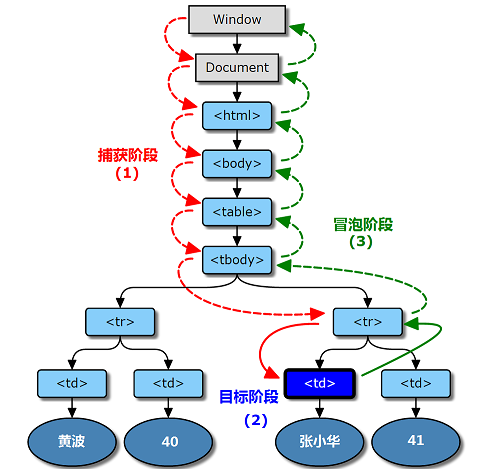 Window
Document
<html>
捕获阶段
(1)
<body>
<table>
冒泡阶段
(3)
<tbody>
<tr>
<tr>
<td>
<td>
目标阶段
(2)
<td>
<td>
黄波
40
张小华
41